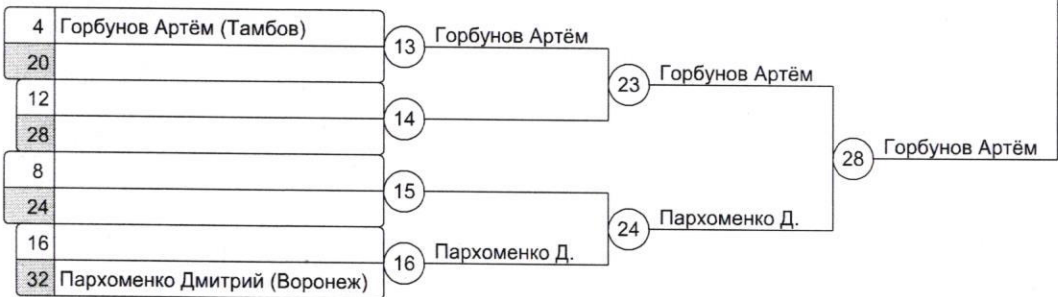 4 Горбунов Артём (Тамбов)
20
12
28
8
24
16
32 Пархоменко Дмитрий (Воронеж)
13 Горбунов Артём
14
15
16 Пархоменко Д.
23 Горбунов Артём
24 Пархоменко Д.
28 Горбунов Артём